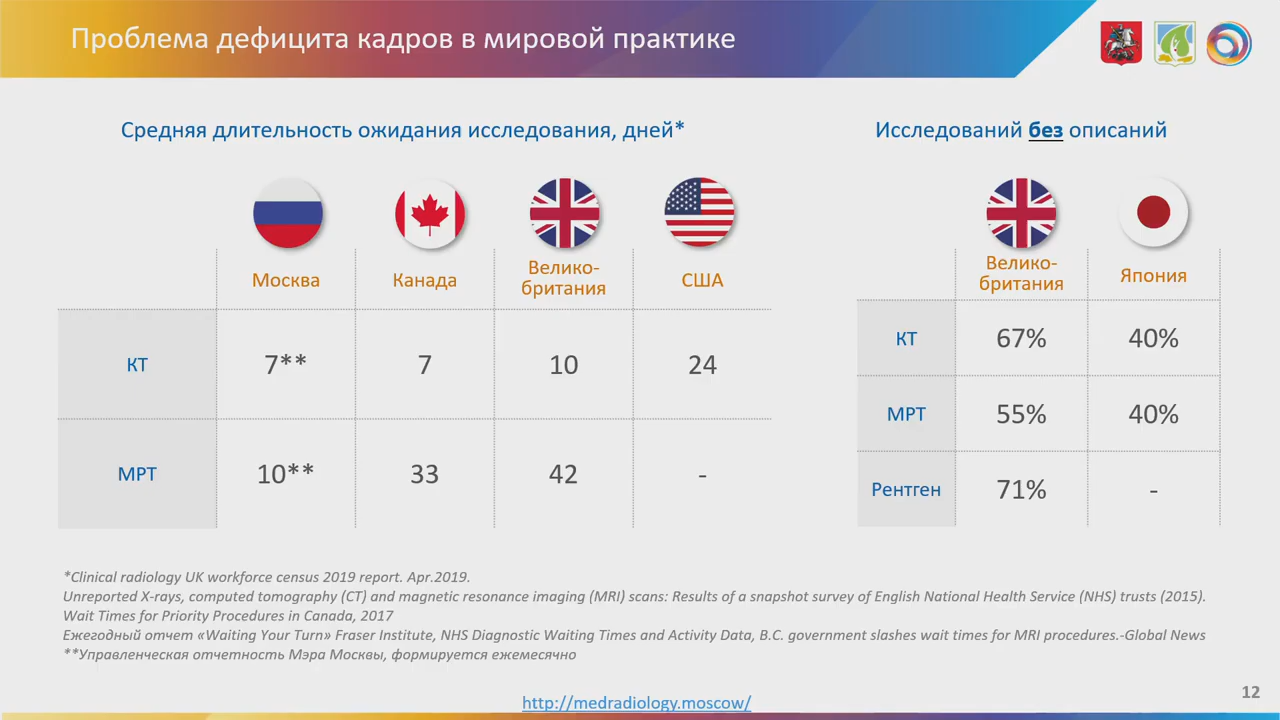 Проблема дефицита кадров в мировой практике
Средняя длительность ожидания исследования, дней*
Москва
Канада
Велико-
британия
США
КТ
7**
7
10
24
МРТ
10**
33
42
-
Исследований без описаний
Велико-
британия
Япония
КТ
67%
40%
МРТ
55%
40%
Рентген
71%
-
*Clinical radiology UK workforce census 2019 report. Apr.2019.
Unreported X-rays, computed tomography (CT) and magnetic resonance imaging (MRI) scans: Results of a snapshot survey of English National Health Service (NHS) trusts (2015).
Wait Times for Priority Procedures in Canada, 2017
Ежегодный отчет «Waiting Your Turn» Fraser Institute, NHS Diagnostic Waiting Times and Activity Data, B.C. government slashes wait times for MRI procedures.-Global News
**Управленческая отчетность Мэра Москвы, формируется ежемесячно
http://medradiology.moscow/
12